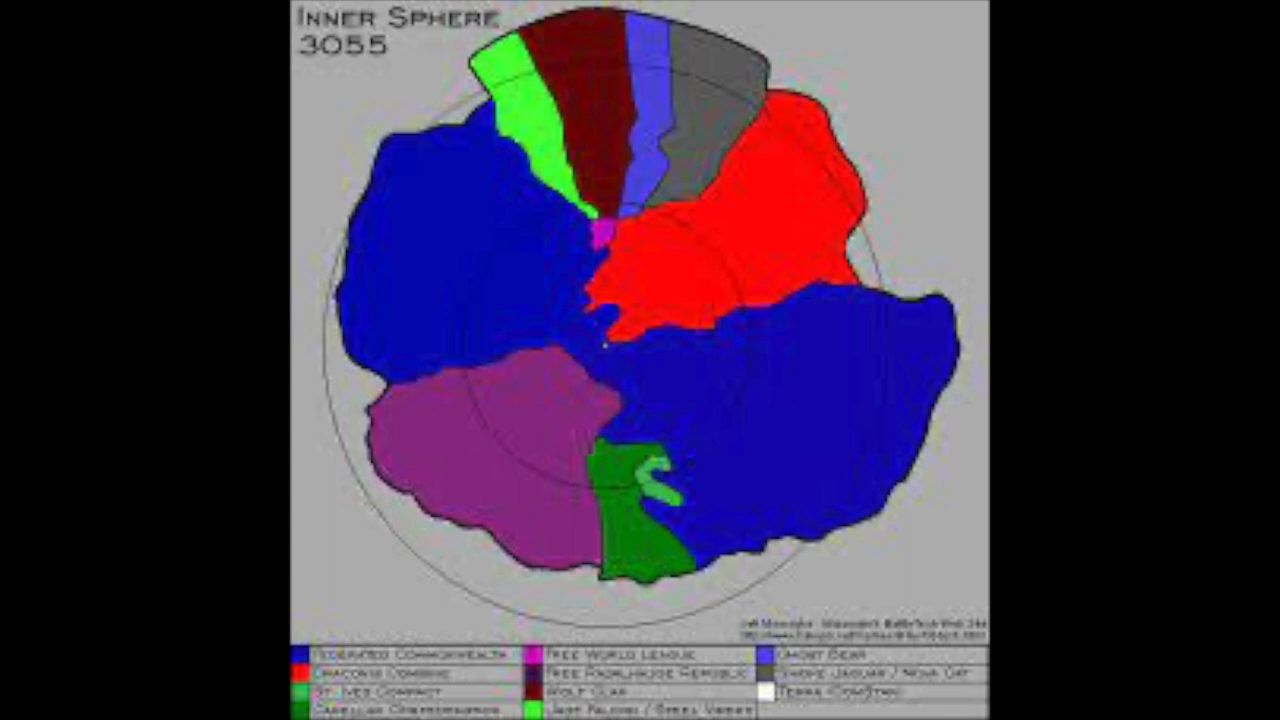 INNER SPHERE
3055
FEDERATED COMMONWEALTH
DRACONIS COMBINE
ST. IVES COMPACT
CAPELLAN CONFEDERATION
FREE WORLD LEAGUE
FREE RASALHAGUE REPUBLIC
WOLF CLAN
JADE FALCON / STEEL VIPER
GHOST BEAR
SMOKE JAGUAR / NOVA CAT
TERRA (COMSTAR)